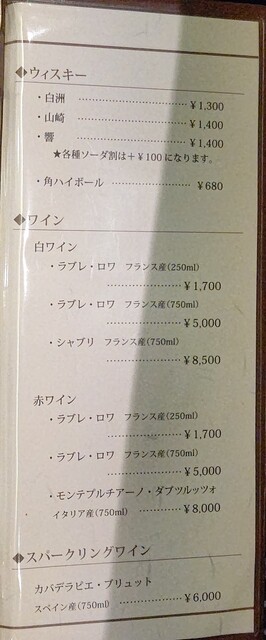 ◆ウィスキー
・白洲 ………………… ¥1,300
・山崎 ………………… ¥1,400
・響 ………………… ¥1,400
★各種ソーダ割は＋¥100になります。
・角ハイボール ………………… ¥680
◆ワイン
白ワイン
・ラブレ・ロワ フランス産(250ml)
………………… ¥1,700
・ラブレ・ロワ フランス産(750ml)
………………… ¥5,000
・シャブリ フランス産(750ml)
………………… ¥8,500
赤ワイン
・ラブレ・ロワ フランス産(250ml)
………………… ¥1,700
・ラブレ・ロワ フランス産(750ml)
………………… ¥5,000
・モンテプルチアーノ・ダブツルッツォ
イタリア産(750ml) ………… ¥8,000
◆スパークリングワイン
カバデラピエ・ブリュット
スペイン産(750ml) ………… ¥6,000